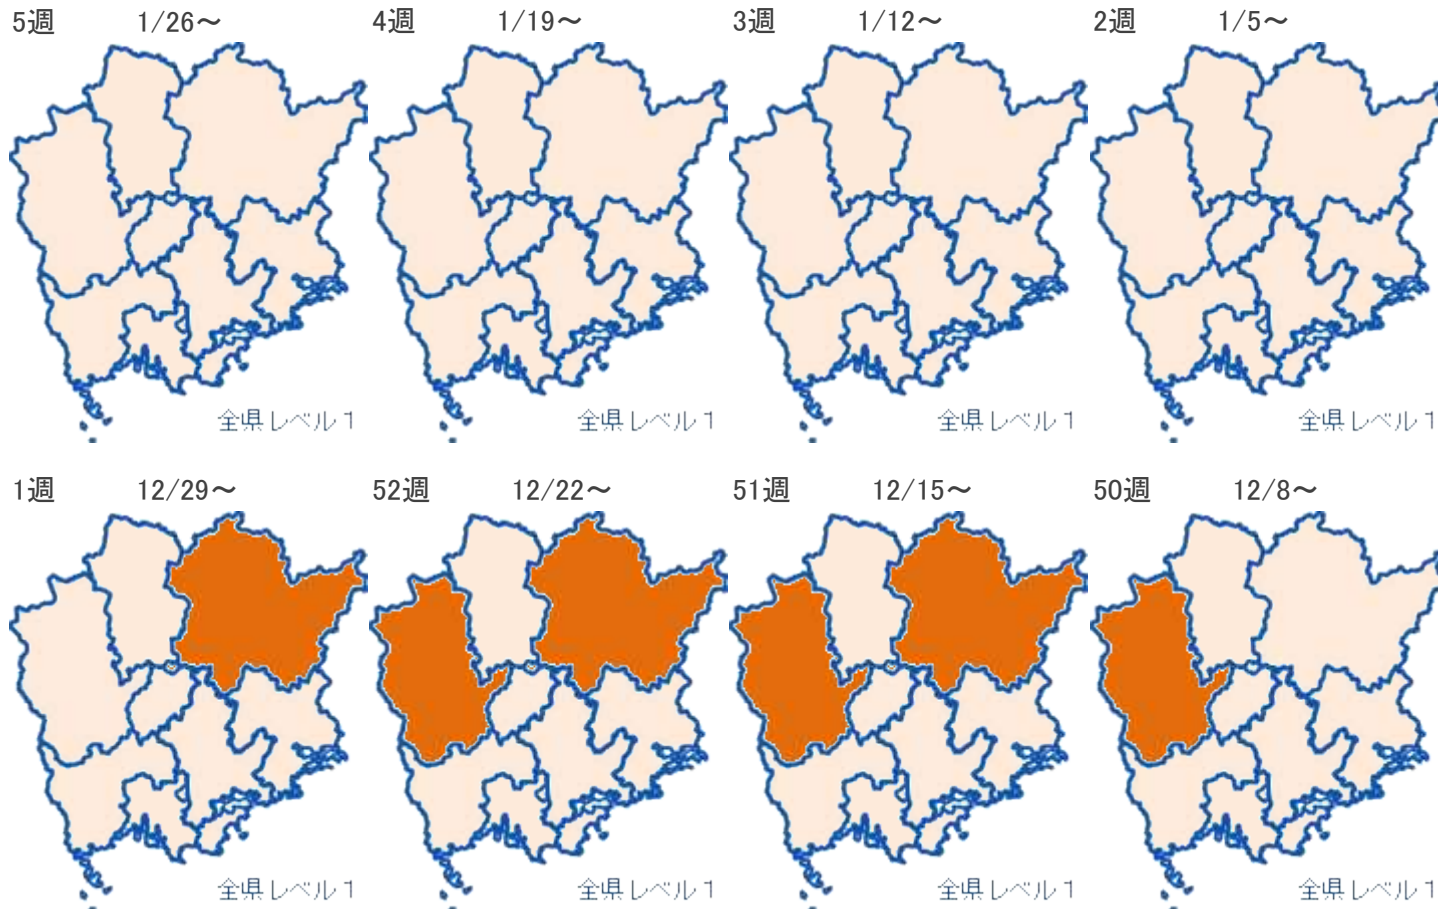 5週 1/26～
4週 1/19～
3週 1/12～
2週 1/5～
全県レベル1
全県レベル1
全県レベル1
全県レベル1
1週 12/29～
52週 12/22～
51週 12/15～
50週 12/8～
全県レベル1
全県レベル1
全県レベル1
全県レベル1